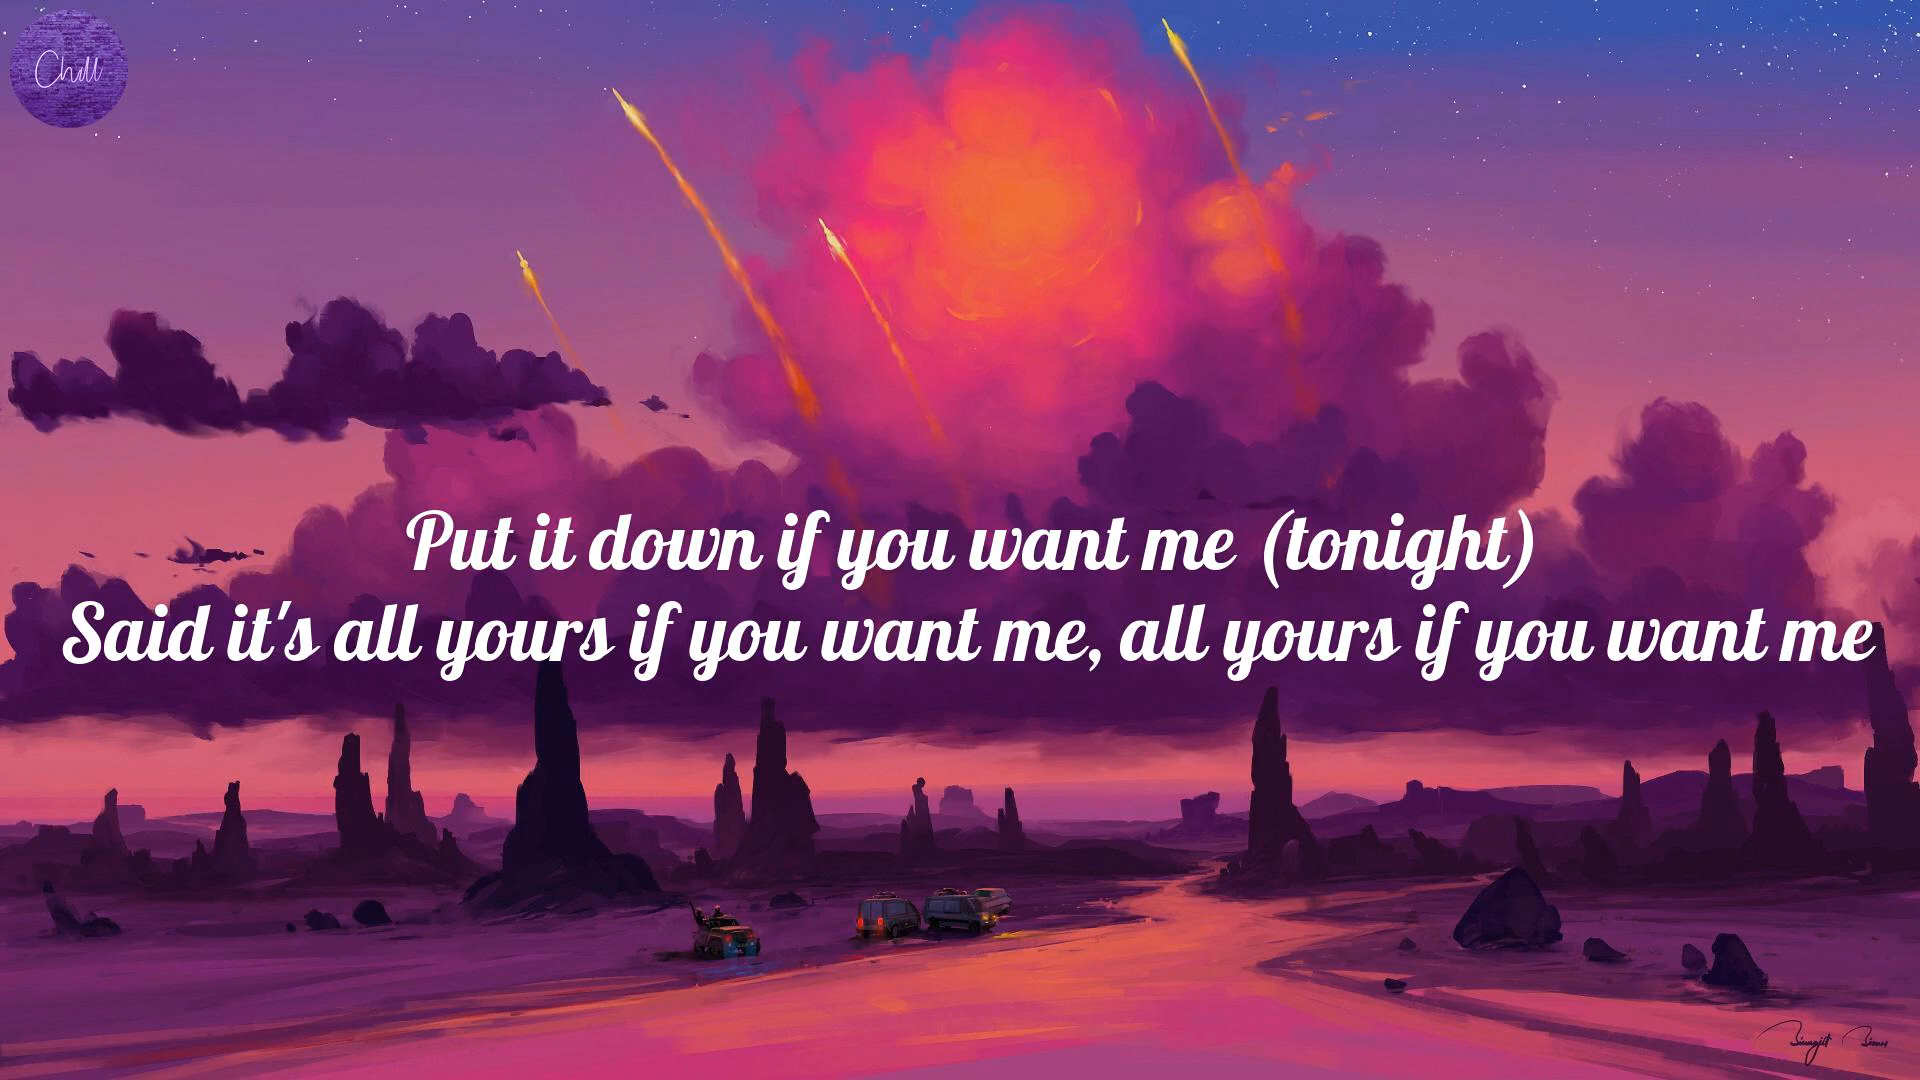 Chill
Put it down if you want me (tonight)
Said it's all yours if you want me, all yours if you want me